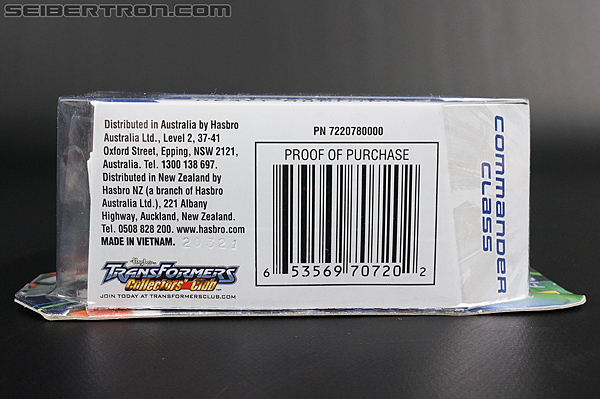 SEIBERTRON.COM
Distributed in Australia by Hasbro
Australia Ltd., Level 2, 37-41
Oxford Street, Epping, NSW 2121,
Australia. Tel. 1300 138 697.
Distributed in New Zealand by
Hasbro NZ (a branch of Hasbro
Australia Ltd.), 221 Albany
Highway, Auckland, New Zealand.
Tel. 0508 828 200. www.hasbro.com
MADE IN VIETNAM. 20321
Hasbro
TRANSFORMERS
Collectors' Club
JOIN TODAY AT TRANSFORMERSCLUB.COM
PN 7220780000
PROOF OF PURCHASE
6 53569 70720 2
COMMANDER
CLASS